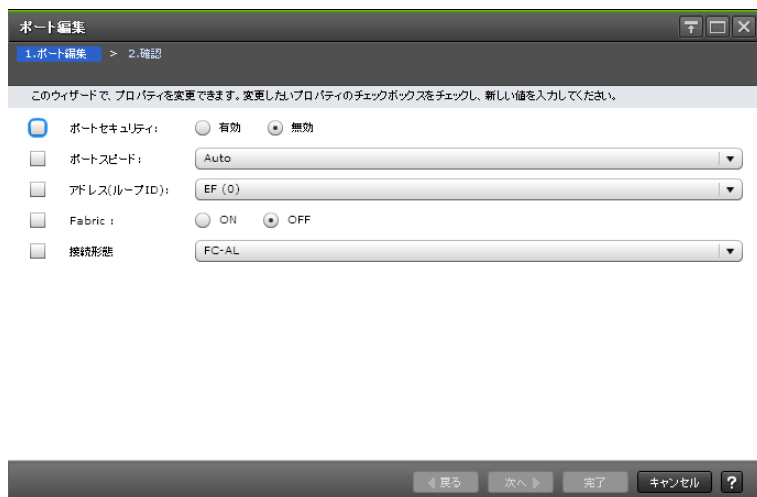 ポート編集
1.ポート編集 > 2.確認
このウィザードで、プロパティを変更できます。変更したいプロパティのチェックボックスをチェックし、新しい値を入力してください。
ポートセキュリティ: 有効 無効
ポートスピード: Auto
アドレス(ループID): EF (0)
Fabric : ON OFF
接続形態 FC-AL
戻る 次へ 完了 キャンセル ?